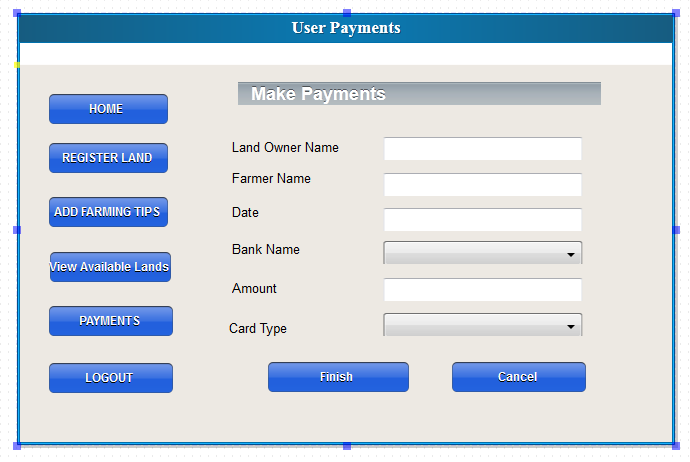 User Payments
Make Payments
HOME
REGISTER LAND
ADD FARMING TIPS
View Available Lands
PAYMENTS
LOGOUT
Land Owner Name
Farmer Name
Date
Bank Name
Amount
Card Type
Finish
Cancel